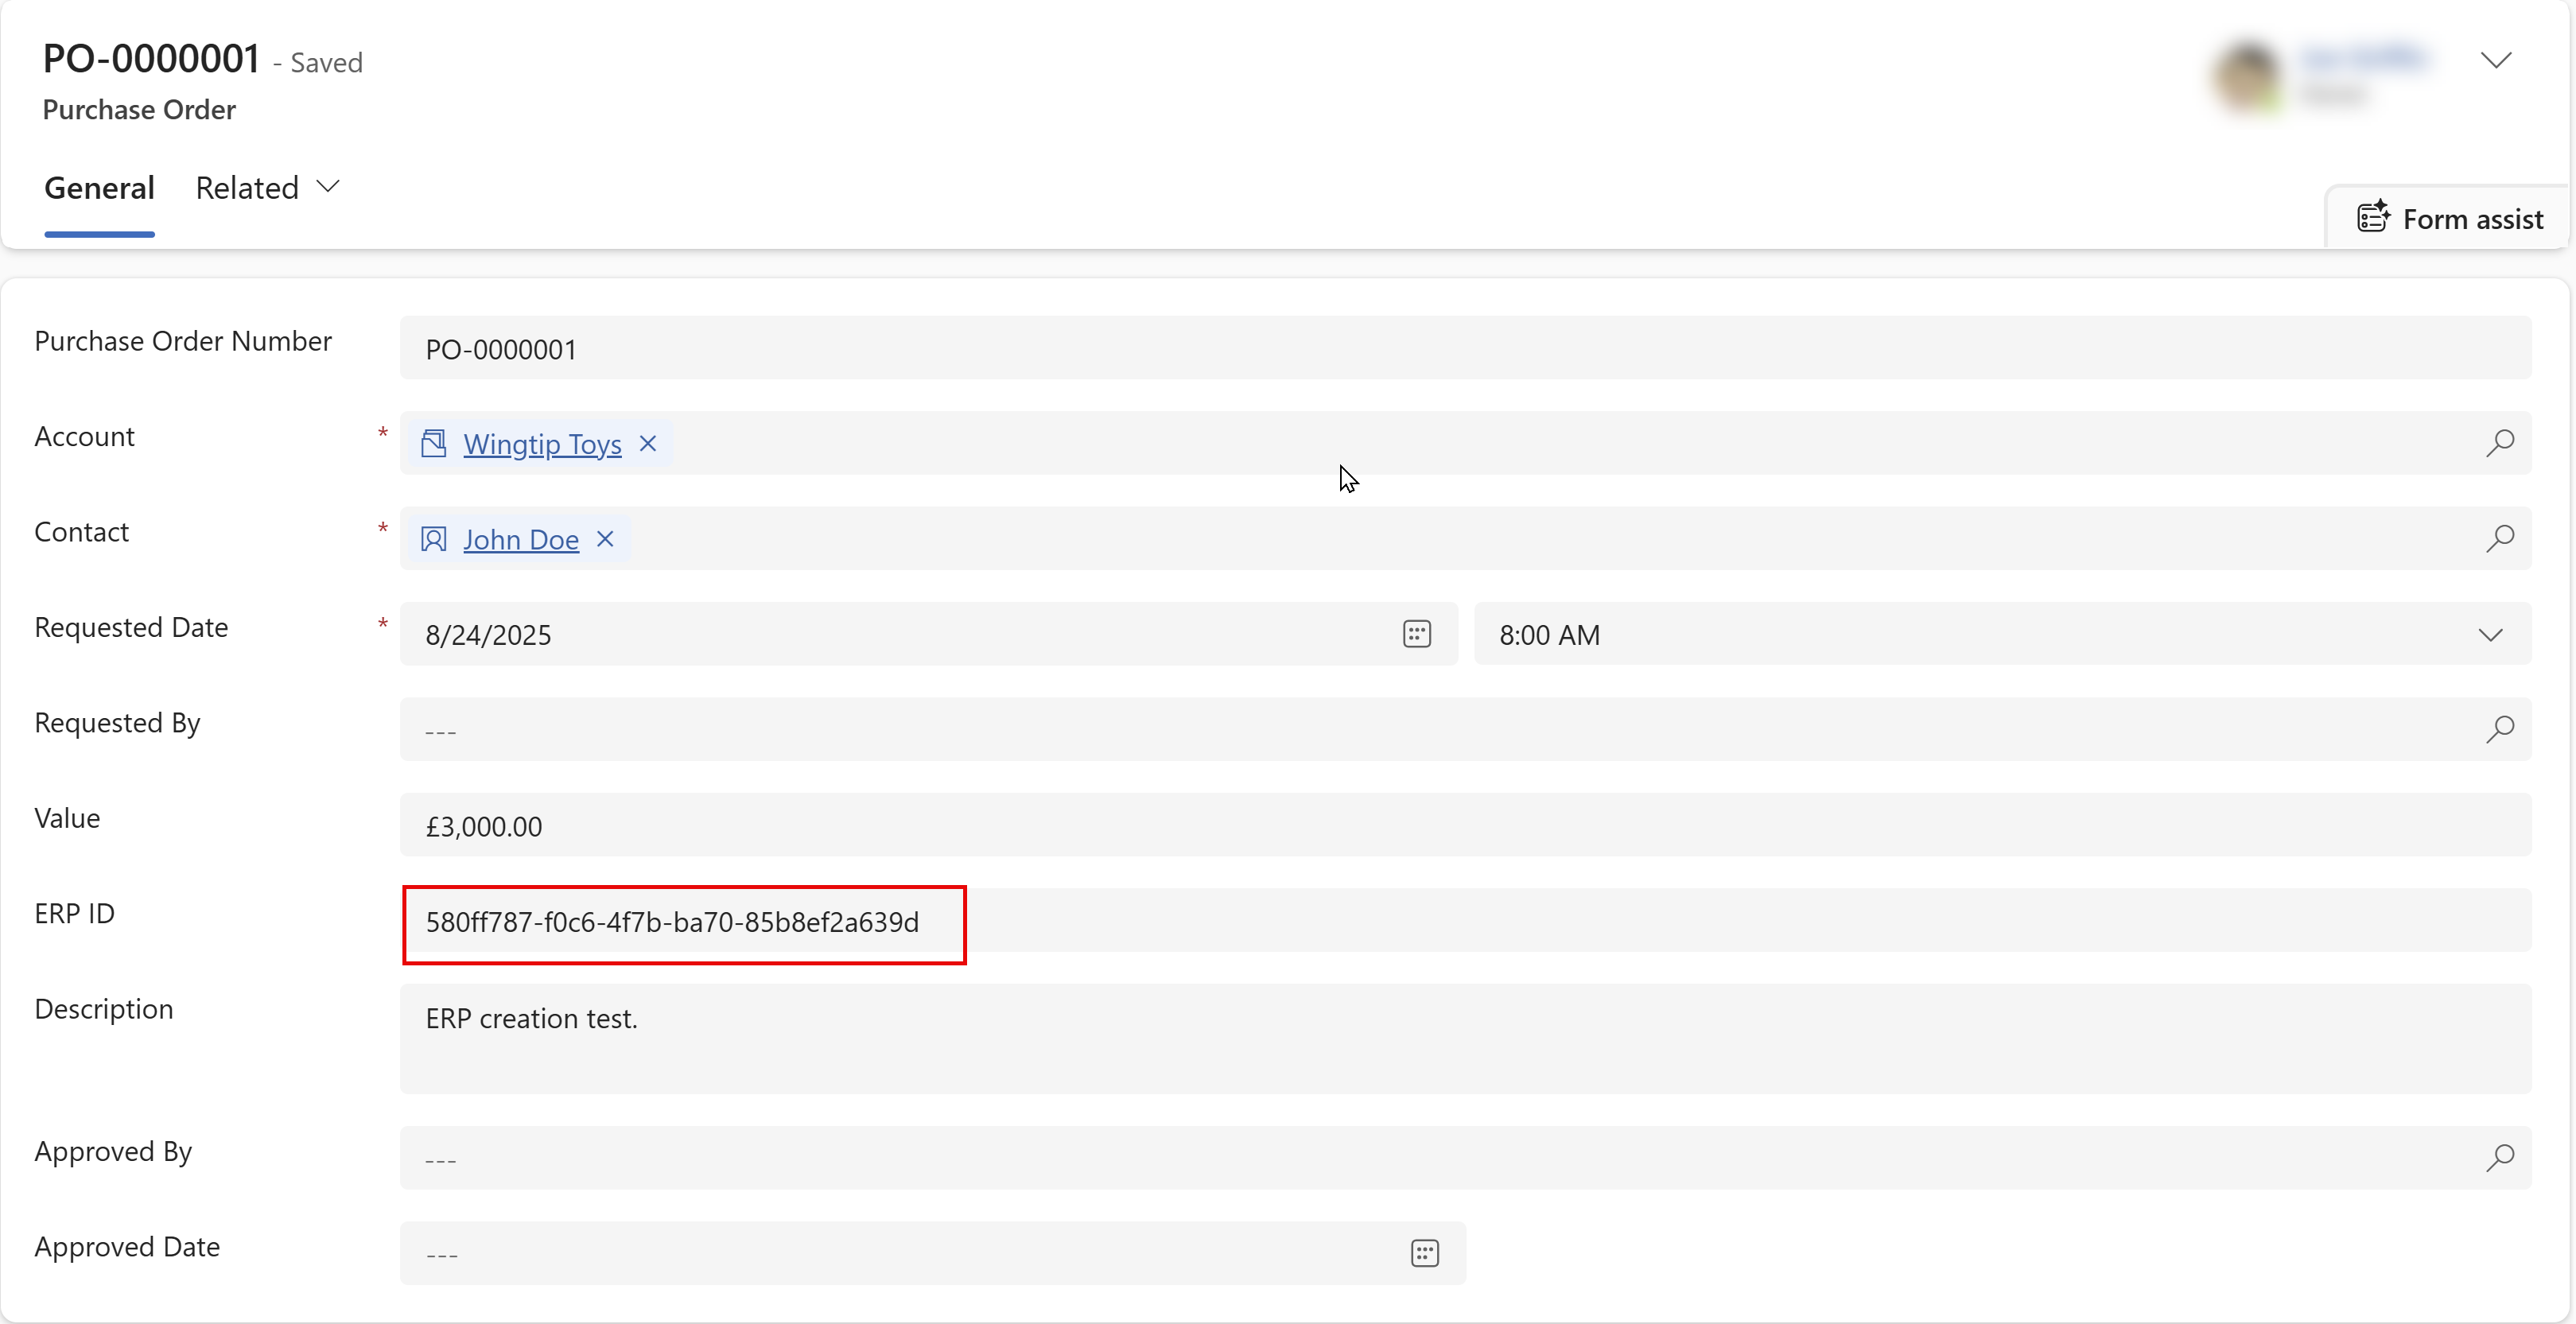 PO-0000001 - Saved
Purchase Order
General Related
Form assist
Purchase Order Number PO-0000001
Account * Wingtip Toys
Contact * John Doe
Requested Date * 8/24/2025 8:00 AM
Requested By ---
Value £3,000.00
ERP ID 580ff787-f0c6-4f7b-ba70-85b8ef2a639d
Description ERP creation test.
Approved By ---
Approved Date ---